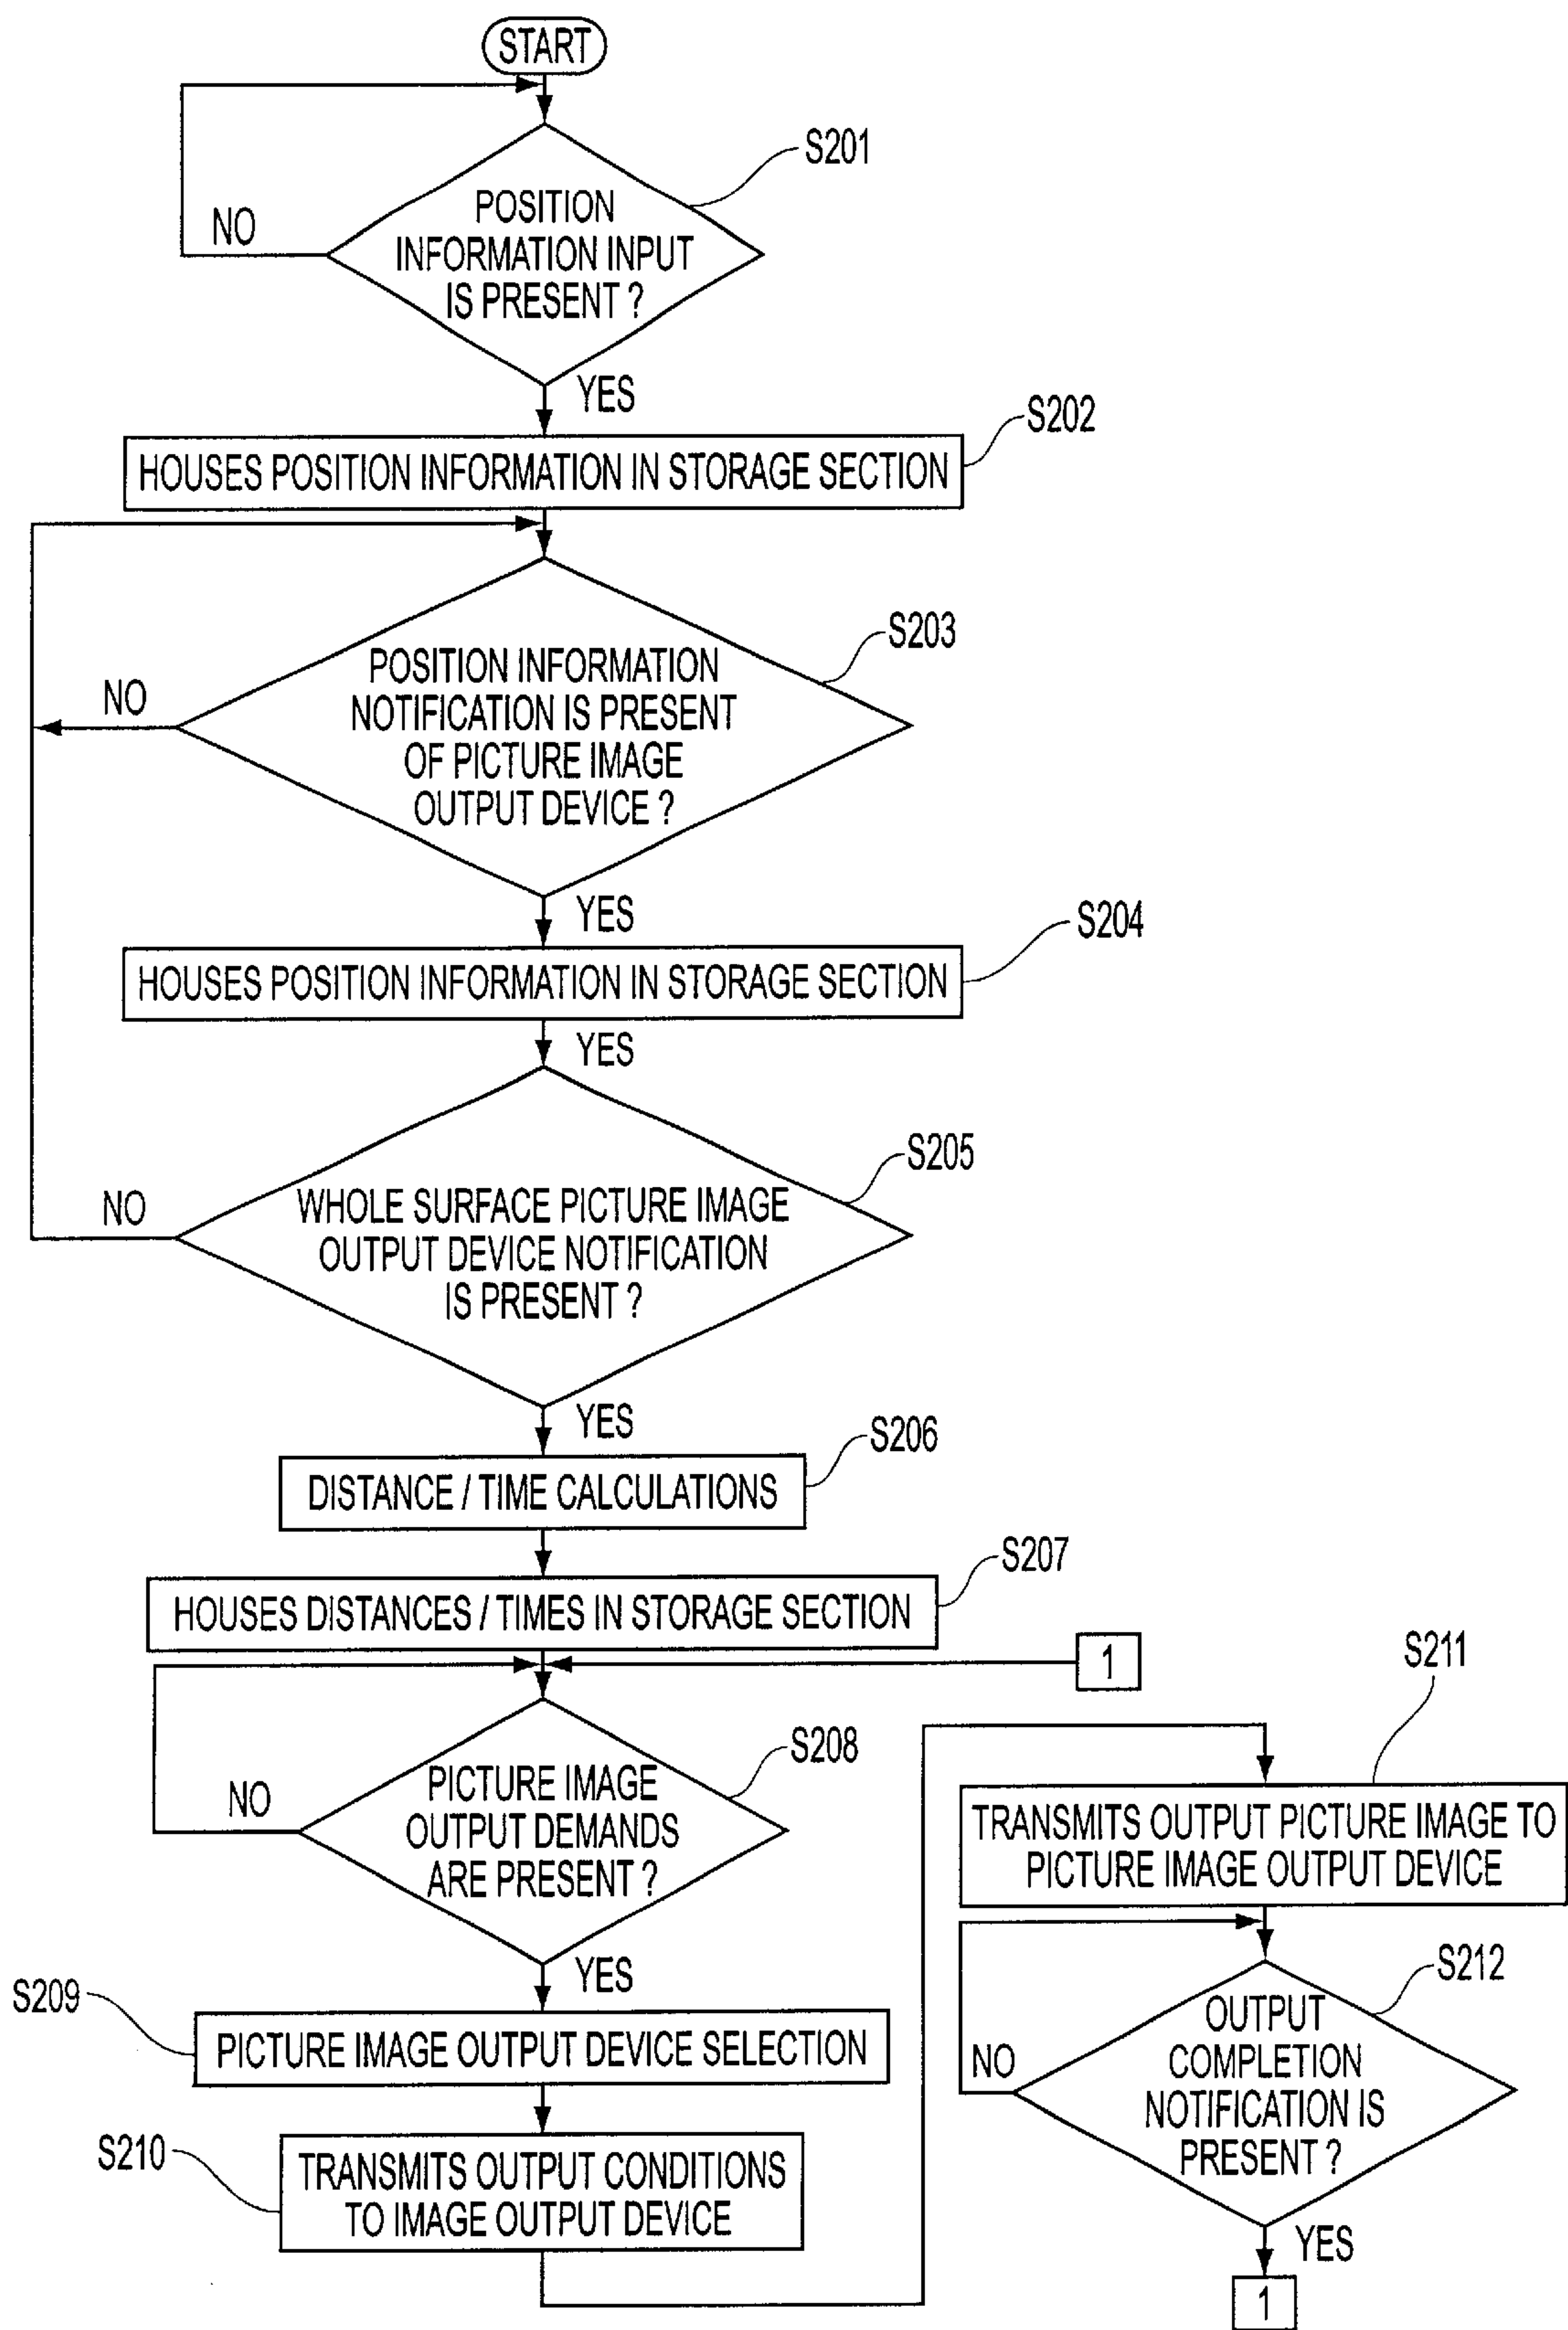 START
S201
NO
POSITION
INFORMATION INPUT
IS PRESENT ?
YES
S202
HOUSES POSITION INFORMATION IN STORAGE SECTION
S203
NO
POSITION INFORMATION
NOTIFICATION IS PRESENT
OF PICTURE IMAGE
OUTPUT DEVICE ?
YES
S204
HOUSES POSITION INFORMATION IN STORAGE SECTION
YES
S205
NO
WHOLE SURFACE PICTURE IMAGE
OUTPUT DEVICE NOTIFICATION
IS PRESENT ?
YES
S206
DISTANCE / TIME CALCULATIONS
S207
HOUSES DISTANCES / TIMES IN STORAGE SECTION
1
S208
NO
PICTURE IMAGE
OUTPUT DEMANDS
ARE PRESENT ?
YES
S209
PICTURE IMAGE OUTPUT DEVICE SELECTION
S210
TRANSMITS OUTPUT CONDITIONS
TO IMAGE OUTPUT DEVICE
S211
TRANSMITS OUTPUT PICTURE IMAGE TO
PICTURE IMAGE OUTPUT DEVICE
S212
NO
OUTPUT
COMPLETION
NOTIFICATION IS
PRESENT ?
YES
1